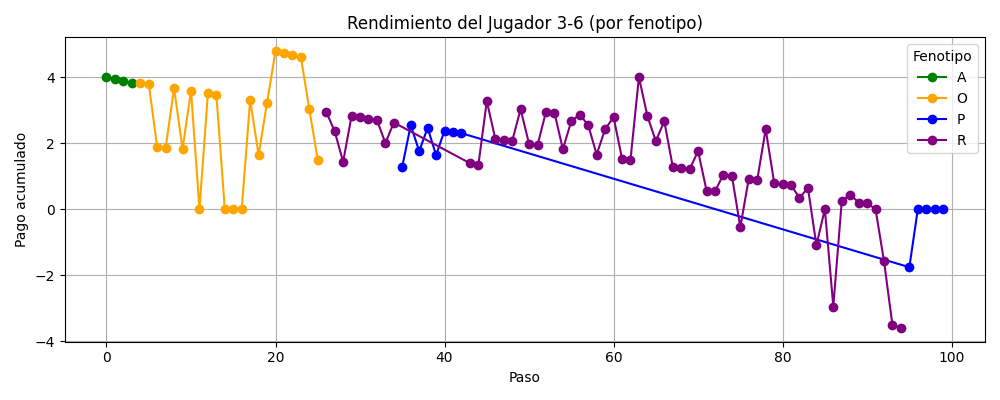 Rendimiento del Jugador 3-6 (por fenotipo)
Pago acumulado
4
2
0
−2
−4
0 20 40 60 80 100
Paso
Fenotipo
A
O
P
R